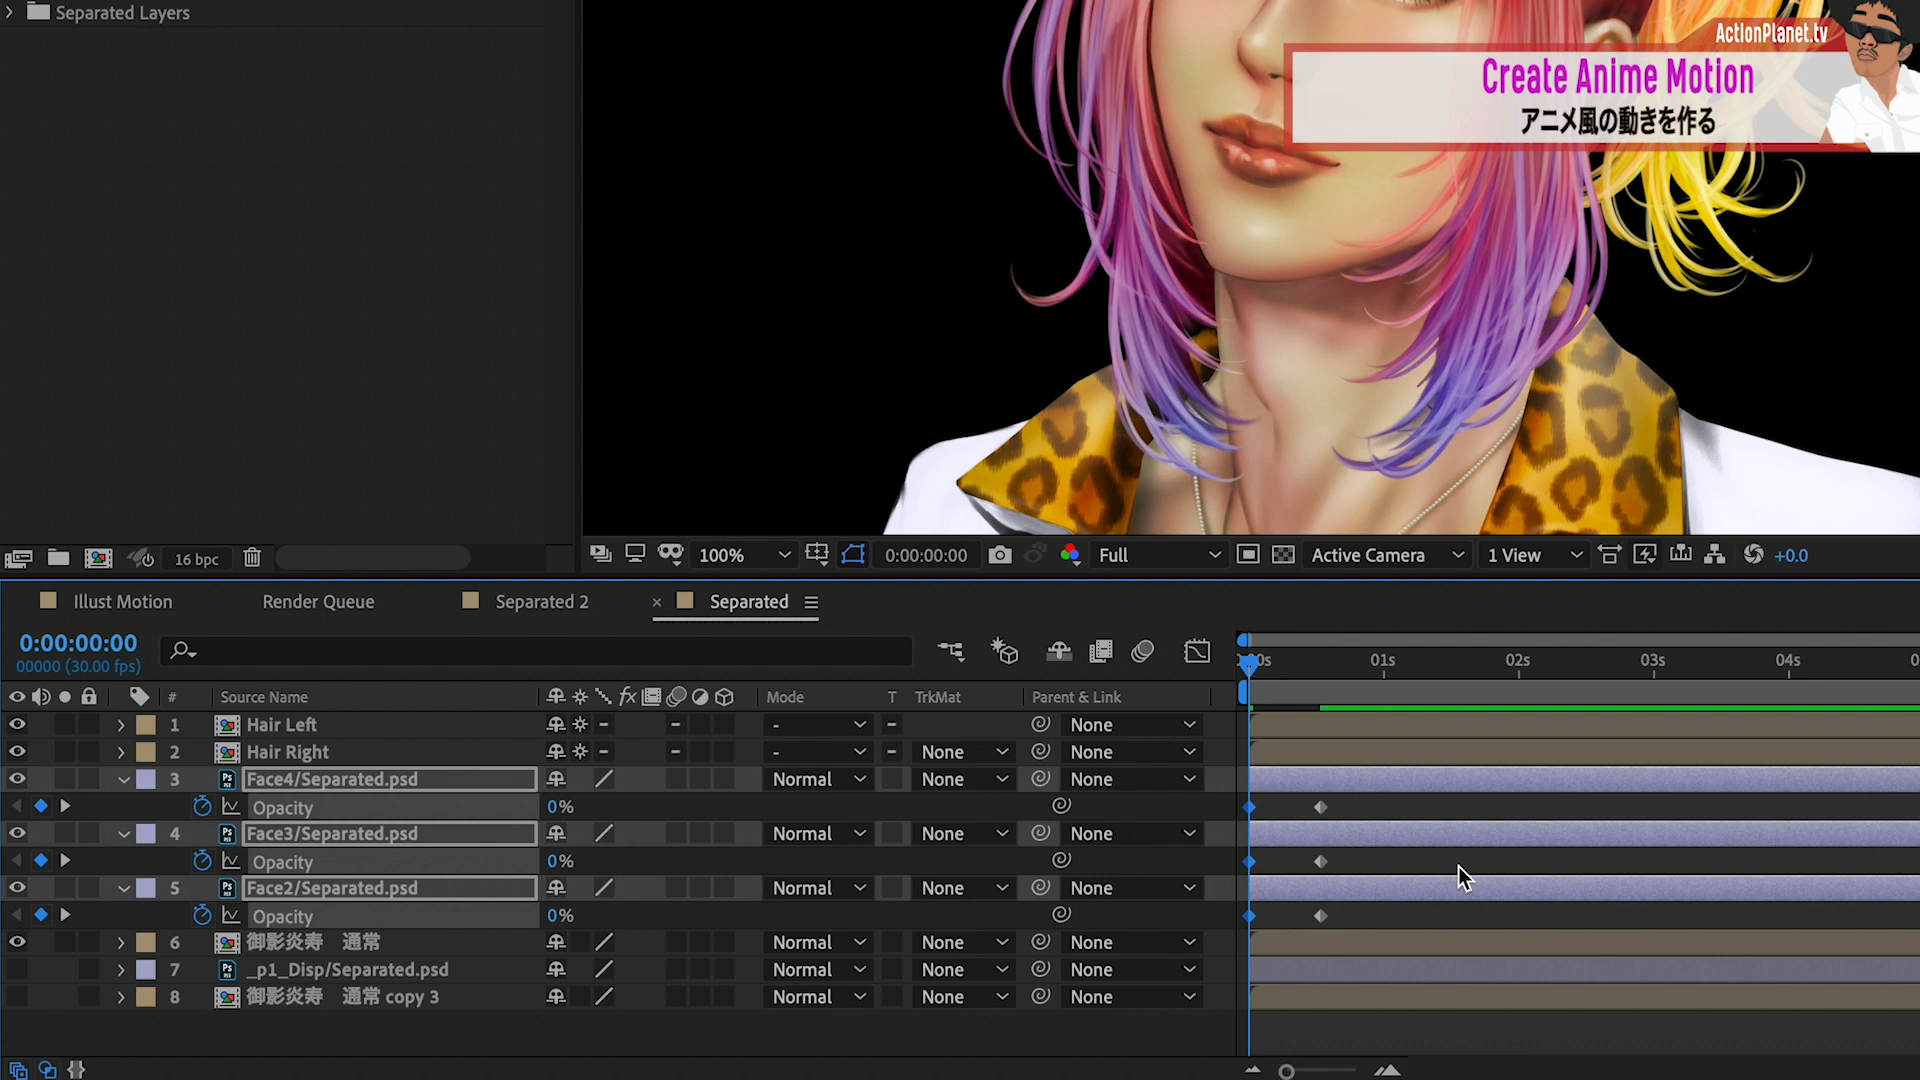 Separated Layers
ActionPlanet.tv
Create Anime Motion
アニメ風の動きを作る
16 bpc
100%
0:00:00:00
Full
Active Camera
1 View
+0.0
Illust Motion
Render Queue
Separated 2
Separated
0:00:00:00
00000 (30.00 fps)
01s
02s
03s
04s
# Source Name
Mode T TrkMat Parent & Link
1 Hair Left - None
2 Hair Right - None None
3 Face4/Separated.psd Normal None None
Opacity 0%
4 Face3/Separated.psd Normal None None
Opacity 0%
5 Face2/Separated.psd Normal None None
Opacity 0%
6 御影炎寿 通常 Normal None None
7 _p1_Disp/Separated.psd Normal None None
8 御影炎寿 通常 copy 3 Normal None None